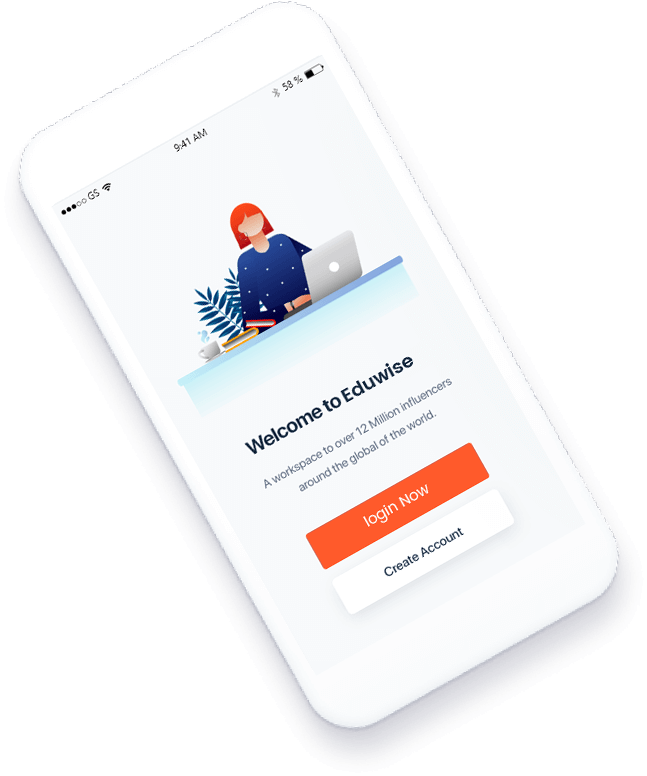 GS
9:41 AM
58 %
Welcome to Eduwise
A workspace to over 12 Million influencers
around the global of the world.
login Now
Create Account